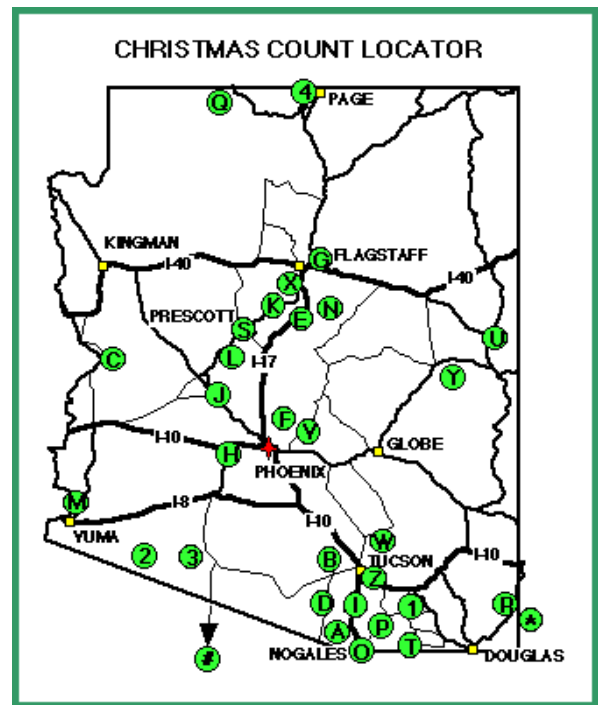 CHRISTMAS COUNT LOCATOR
Q
4
PAGE
KINGMAN
G
FLAGSTAFF
I-40
X
I-40
K
N
PRESCOTT
E
S
U
C
L
I-17
Y
J
F
V
I-10
GLOBE
H
PHOENIX
M
I-8
I-10
YUMA
W
2
3
B
TUCSON
I-10
Z
D
I
1
R
*
A
P
T
NOGALES
O
DOUGLAS
#